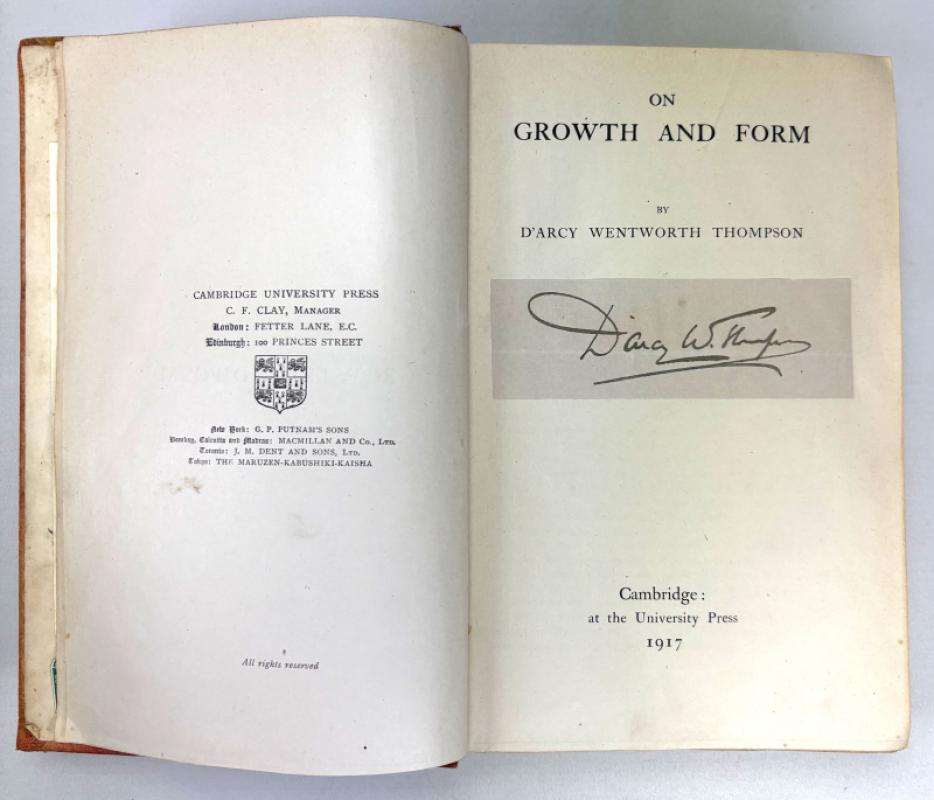 CAMBRIDGE UNIVERSITY PRESS
C. F. CLAY, MANAGER
London: FETTER LANE, E.C.
Edinburgh: 100 PRINCES STREET
New York: G. P. PUTNAM'S SONS
Bombay, Calcutta and Madras: MACMILLAN AND Co., LTD.
Toronto: J. M. DENT AND SONS, LTD.
Tokyo: THE MARUZEN-KABUSHIKI-KAISHA
All rights reserved
ON
GROWTH AND FORM
BY
D'ARCY WENTWORTH THOMPSON
D'Arcy W. Thompson
Cambridge:
at the University Press
1917